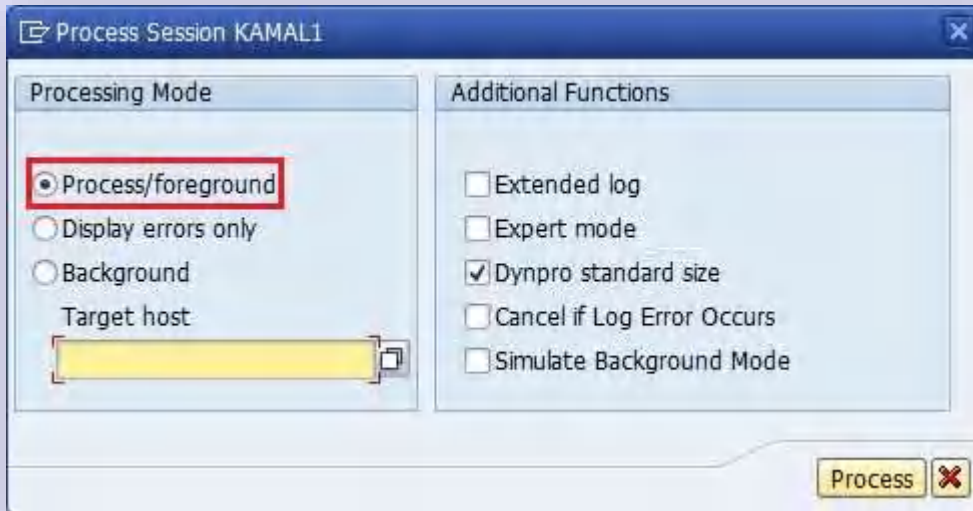 Process Session KAMAL1
Processing Mode
Process/foreground
Display errors only
Background
Target host
Additional Functions
Extended log
Expert mode
Dynpro standard size
Cancel if Log Error Occurs
Simulate Background Mode
Process